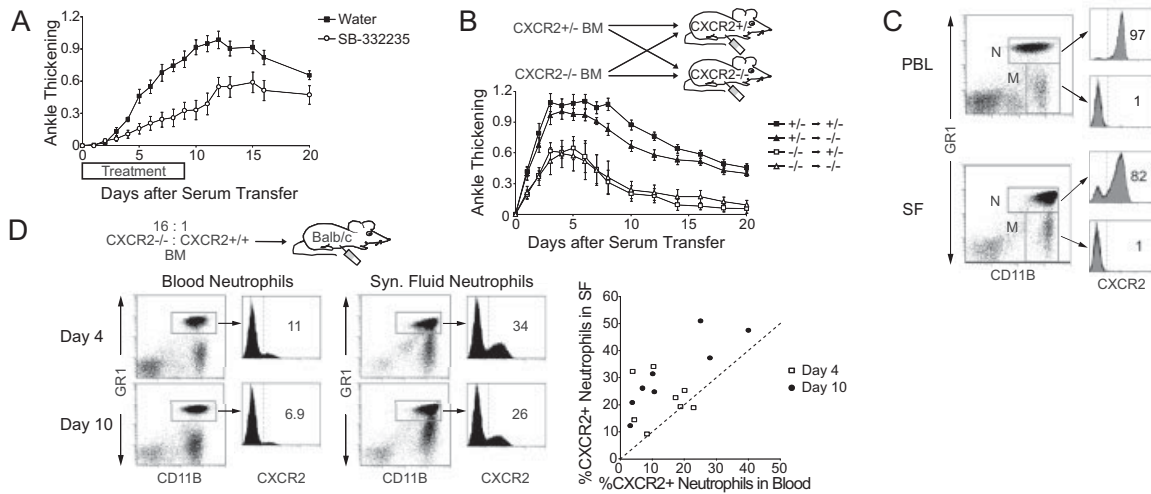 A
Ankle Thickening
1.2
0.9
0.6
0.3
0
Water
SB-332235
0 5 10 15 20
Treatment
Days after Serum Transfer
B
CXCR2+/- BM
CXCR2-/- BM
CXCR2+/-
CXCR2-/-
Ankle Thickening
1.2
0.9
0.6
0.3
0
+/- → +/-
+/- → -/-
-/- → +/-
-/- → -/-
0 5 10 15 20
Days after Serum Transfer
C
PBL
SF
GR1
N
M
97
1
N
M
82
1
CD11B
CXCR2
D
16 : 1
CXCR2-/- : CXCR2+/+
BM
Balb/c
Blood Neutrophils
Syn. Fluid Neutrophils
Day 4
Day 10
GR1
GR1
11
34
6.9
26
CD11B
CXCR2
CD11B
CXCR2
%CXCR2+ Neutrophils in SF
60
50
40
30
20
10
0
Day 4
Day 10
0 10 20 30 40 50
%CXCR2+ Neutrophils in Blood